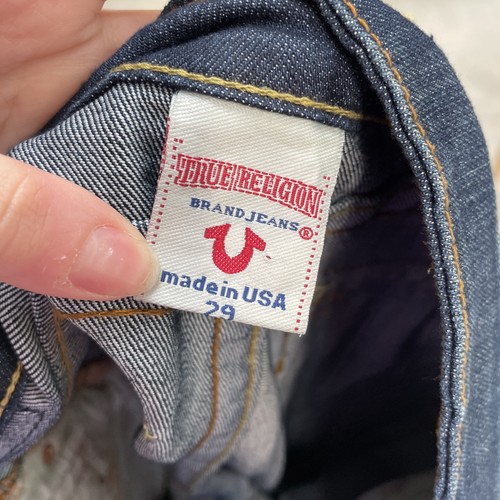 TRUE RELIGION
BRAND JEANS®
made in USA
29